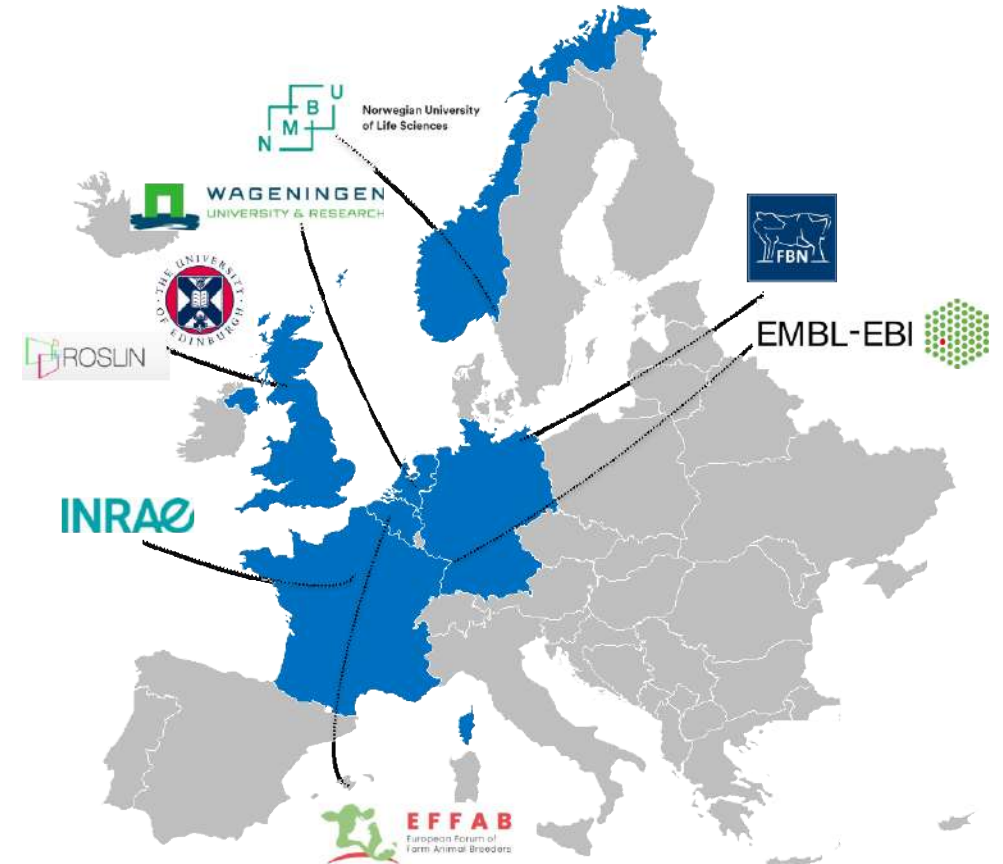 N M B U
Norwegian University
of Life Sciences
WAGENINGEN
UNIVERSITY & RESEARCH
THE UNIVERSITY OF EDINBURGH
ROSLIN
FBN
EMBL-EBI
INRAE
EFFAB
European Forum of
Farm Animal Breeders